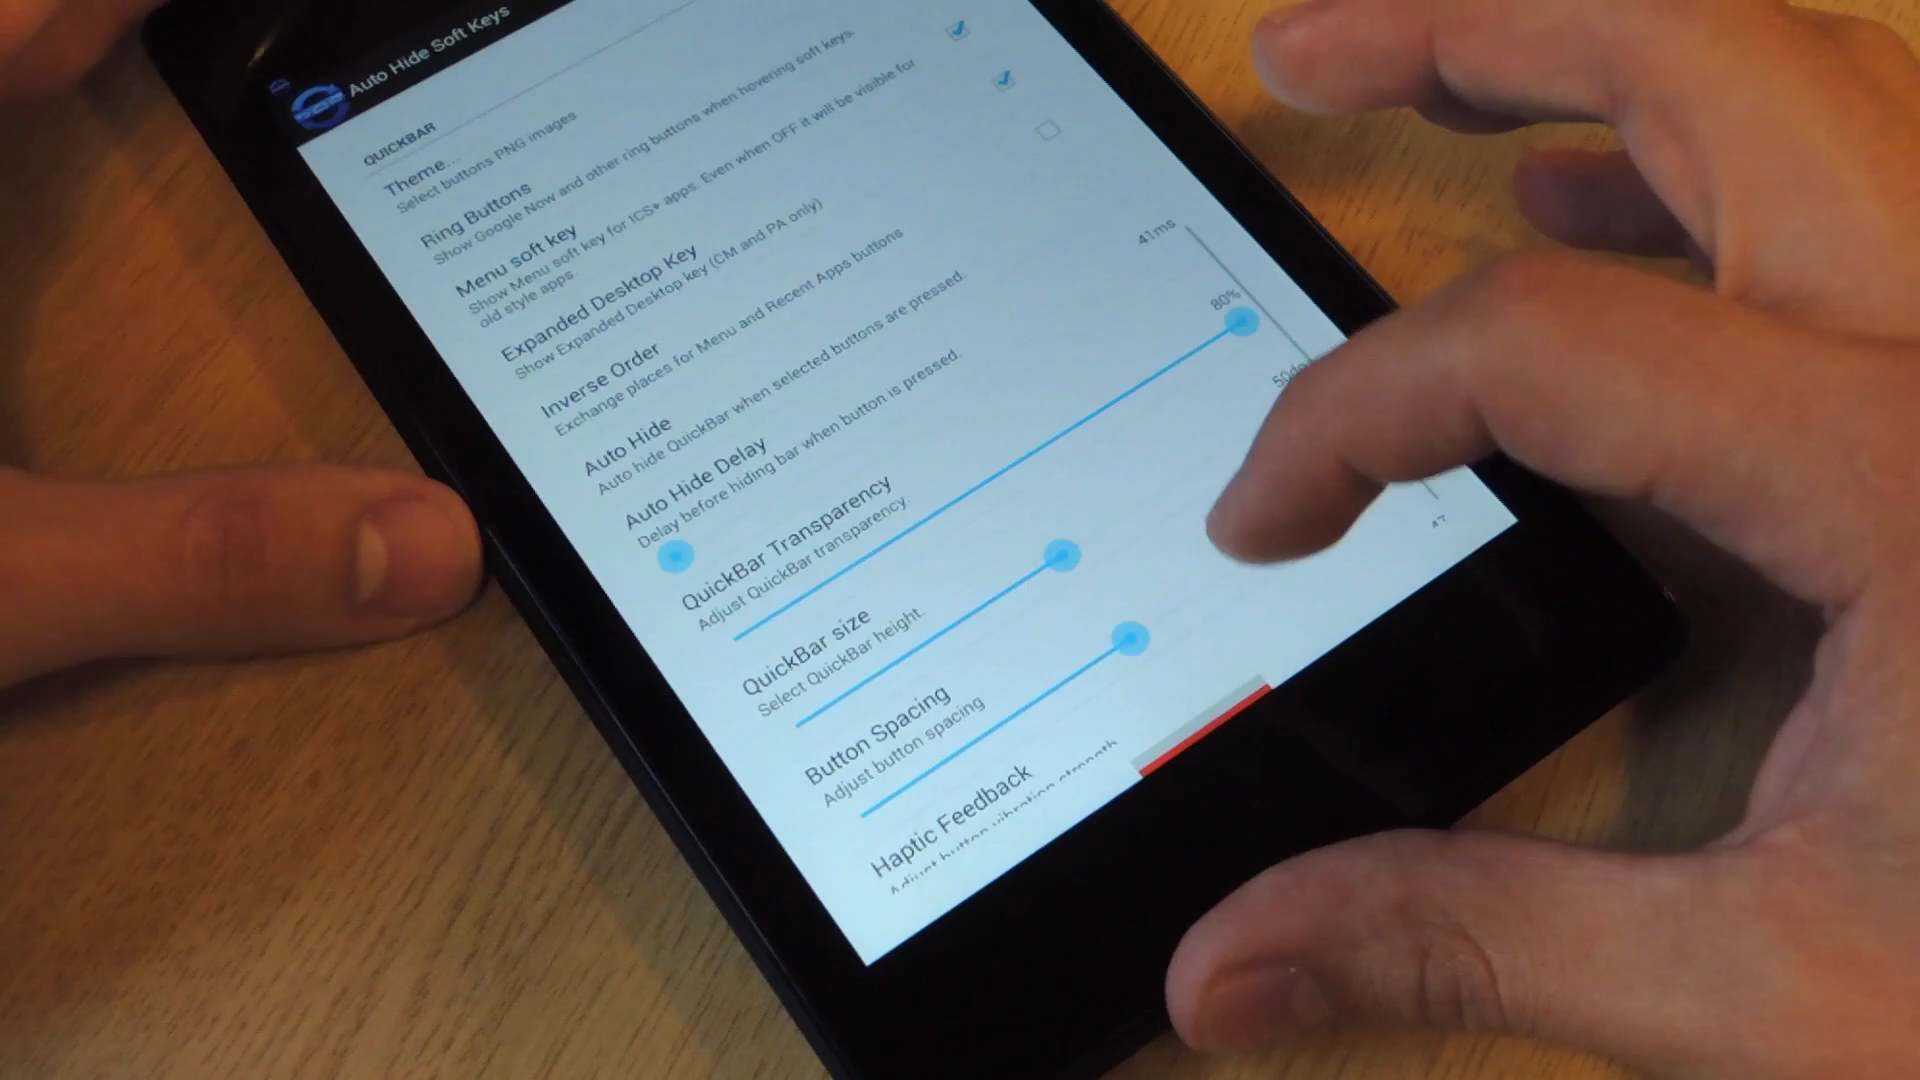 Auto Hide Soft Keys
QUICKBAR
Theme...
Select buttons PNG images
Ring Buttons
Show Google Now and other ring buttons when hovering soft keys.
Menu soft key
Show Menu soft key for ICS+ apps. Even when OFF it will be visible for
old style apps.
Expanded Desktop Key
Show Expanded Desktop key (CM and PA only)
Inverse Order
Exchange places for Menu and Recent Apps buttons
Auto Hide
Auto hide QuickBar when selected buttons are pressed.
Auto Hide Delay
Delay before hiding bar when button is pressed.
41ms
QuickBar Transparency
Adjust QuickBar transparency.
80%
QuickBar size
Select QuickBar height.
Button Spacing
Adjust button spacing
Haptic Feedback
Adjust button vibration strength